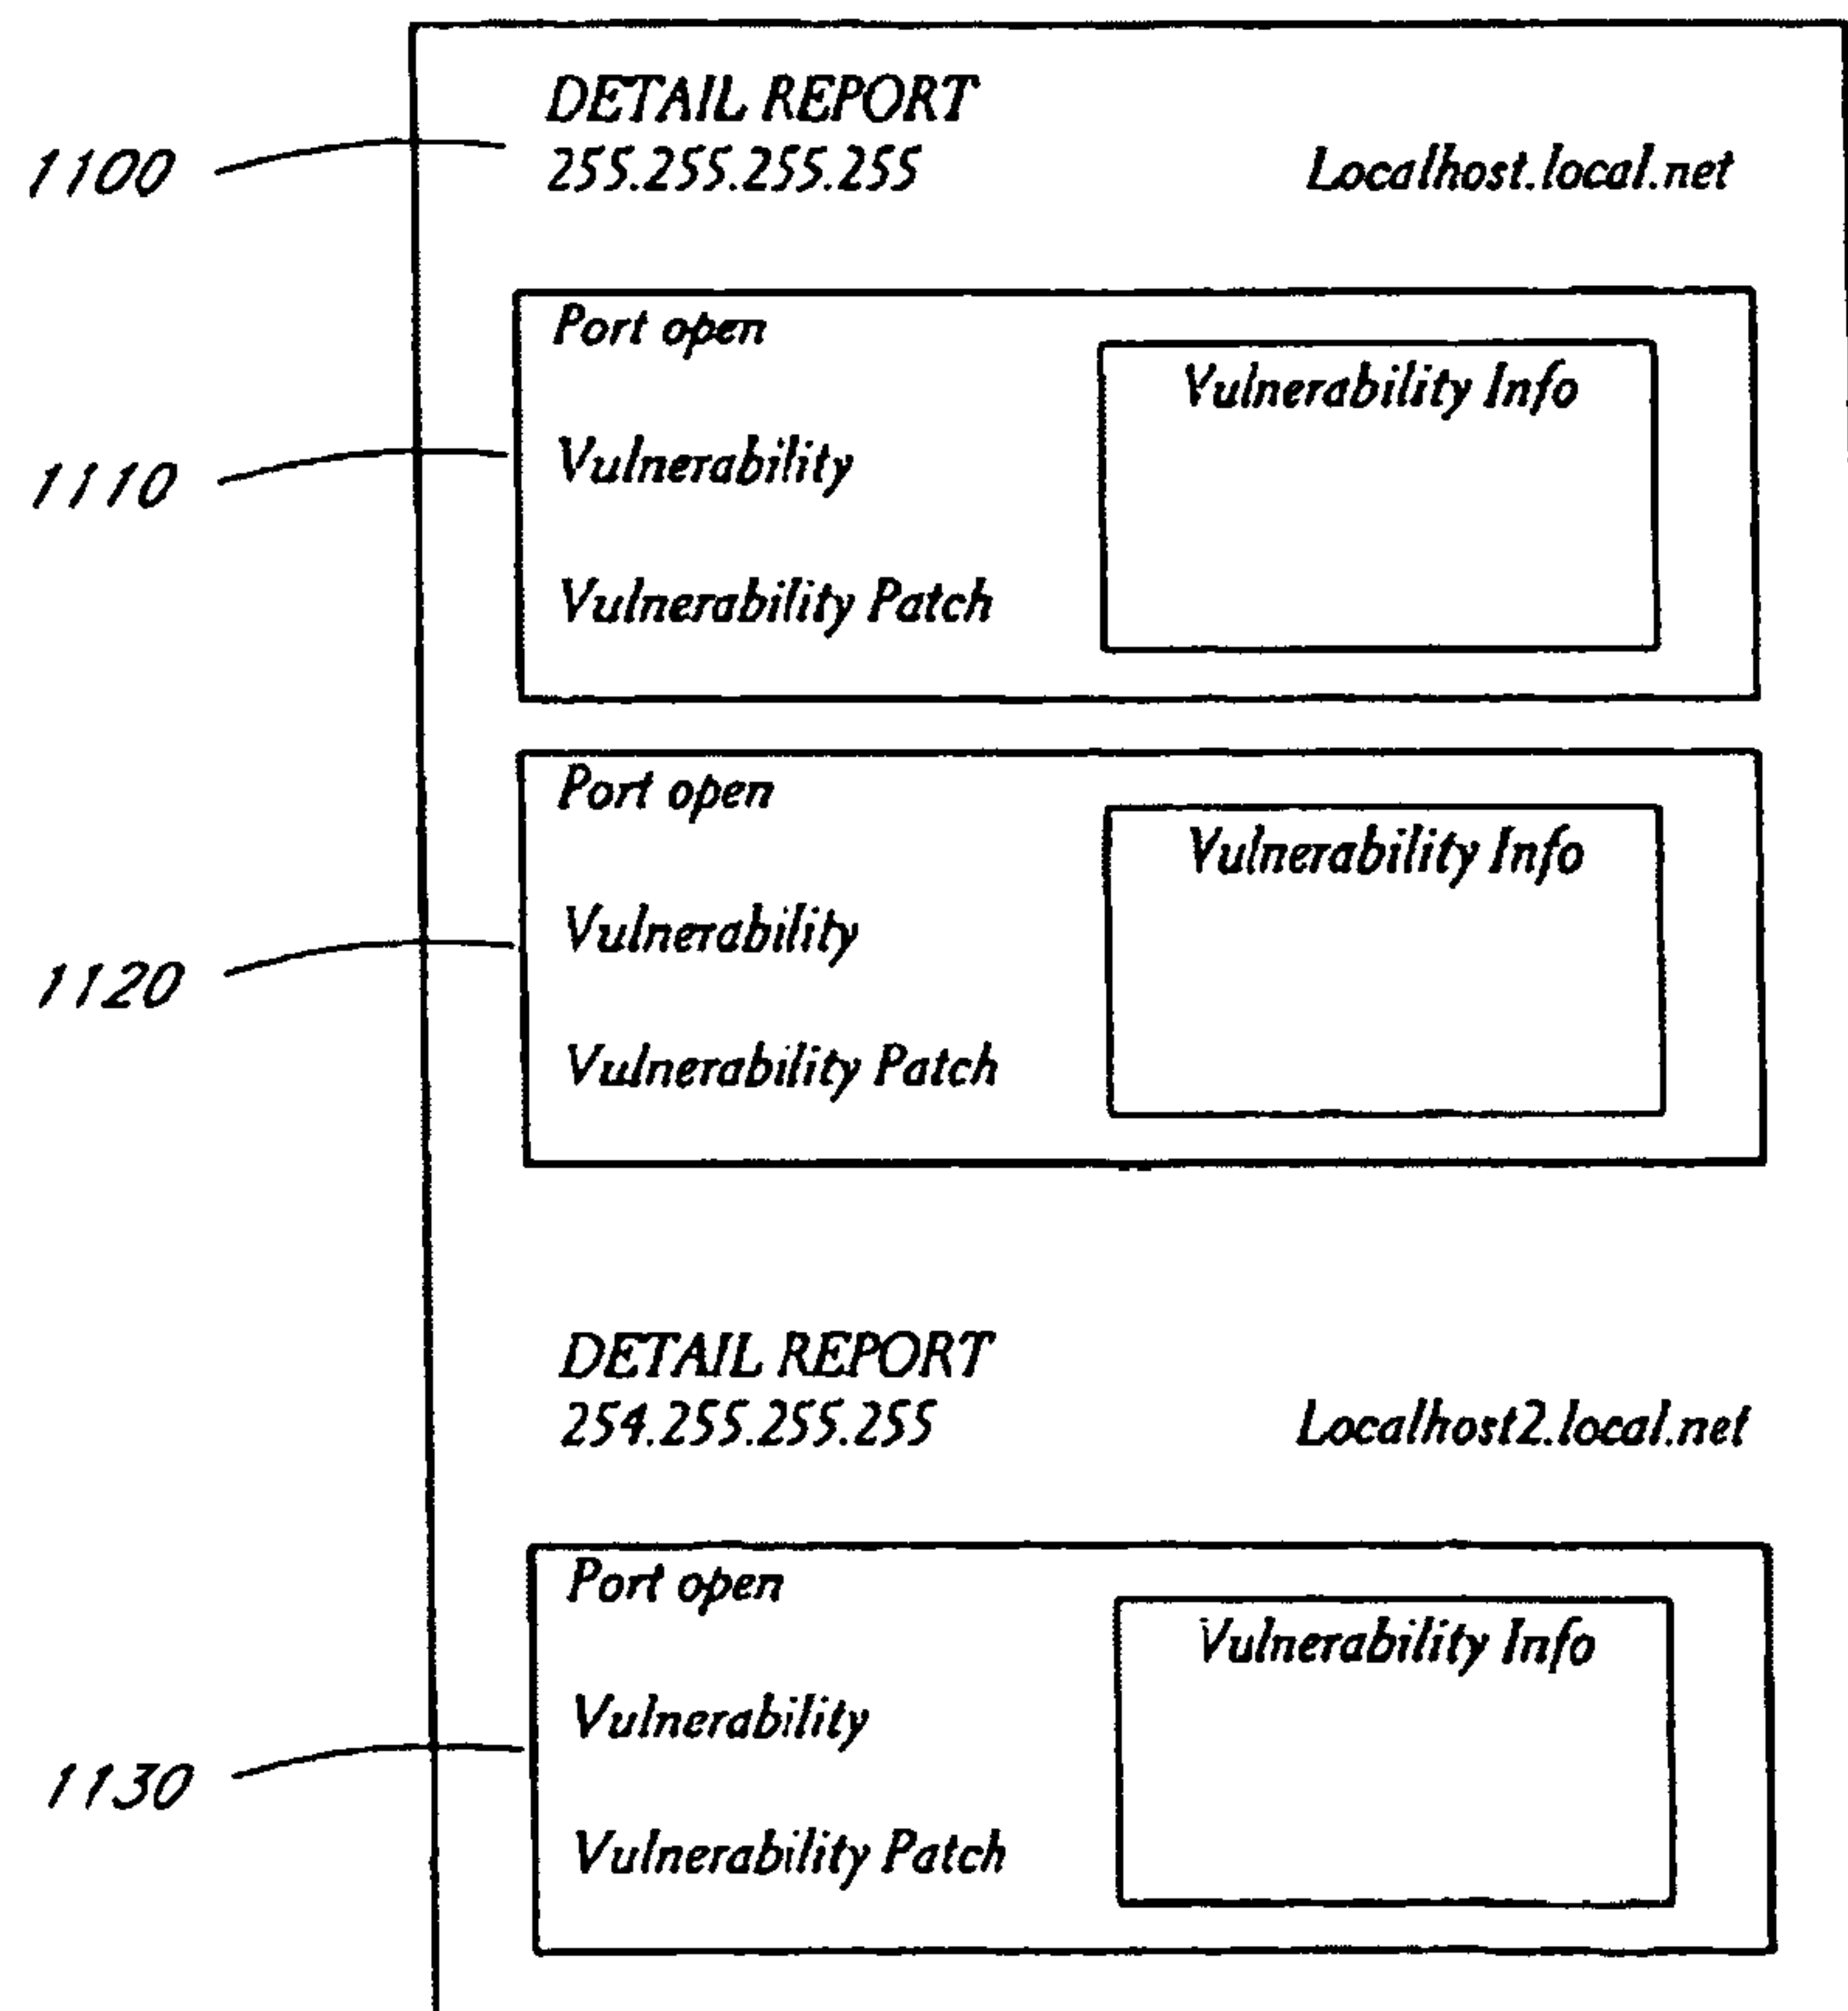 DETAIL REPORT
1100
255.255.255.255 Localhost.local.net
Port open
Vulnerability Info
1110
Vulnerability
Vulnerability Patch
Port open
Vulnerability Info
1120
Vulnerability
Vulnerability Patch
DETAIL REPORT
254.255.255.255 Localhost2.local.net
Port open
Vulnerability Info
1130
Vulnerability
Vulnerability Patch